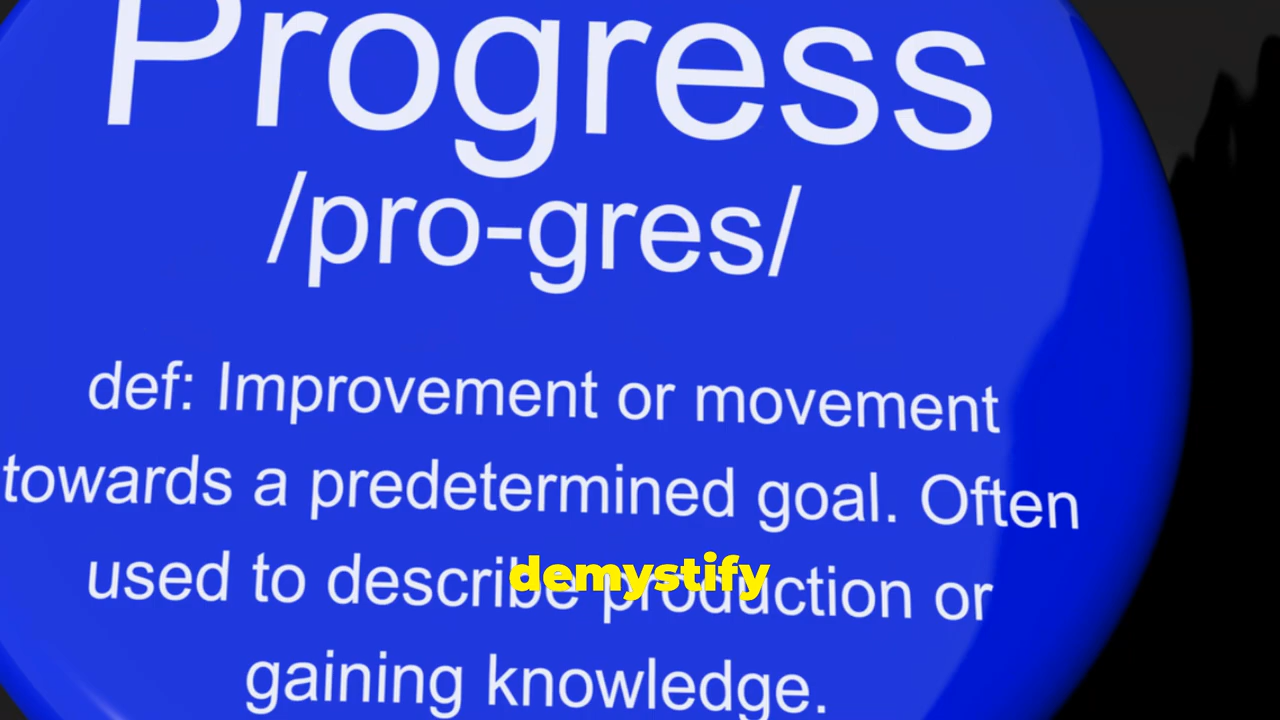 Progress
/pro-gres/
def: Improvement or movement
towards a predetermined goal. Often
used to describe production or
demystify
gaining knowledge.